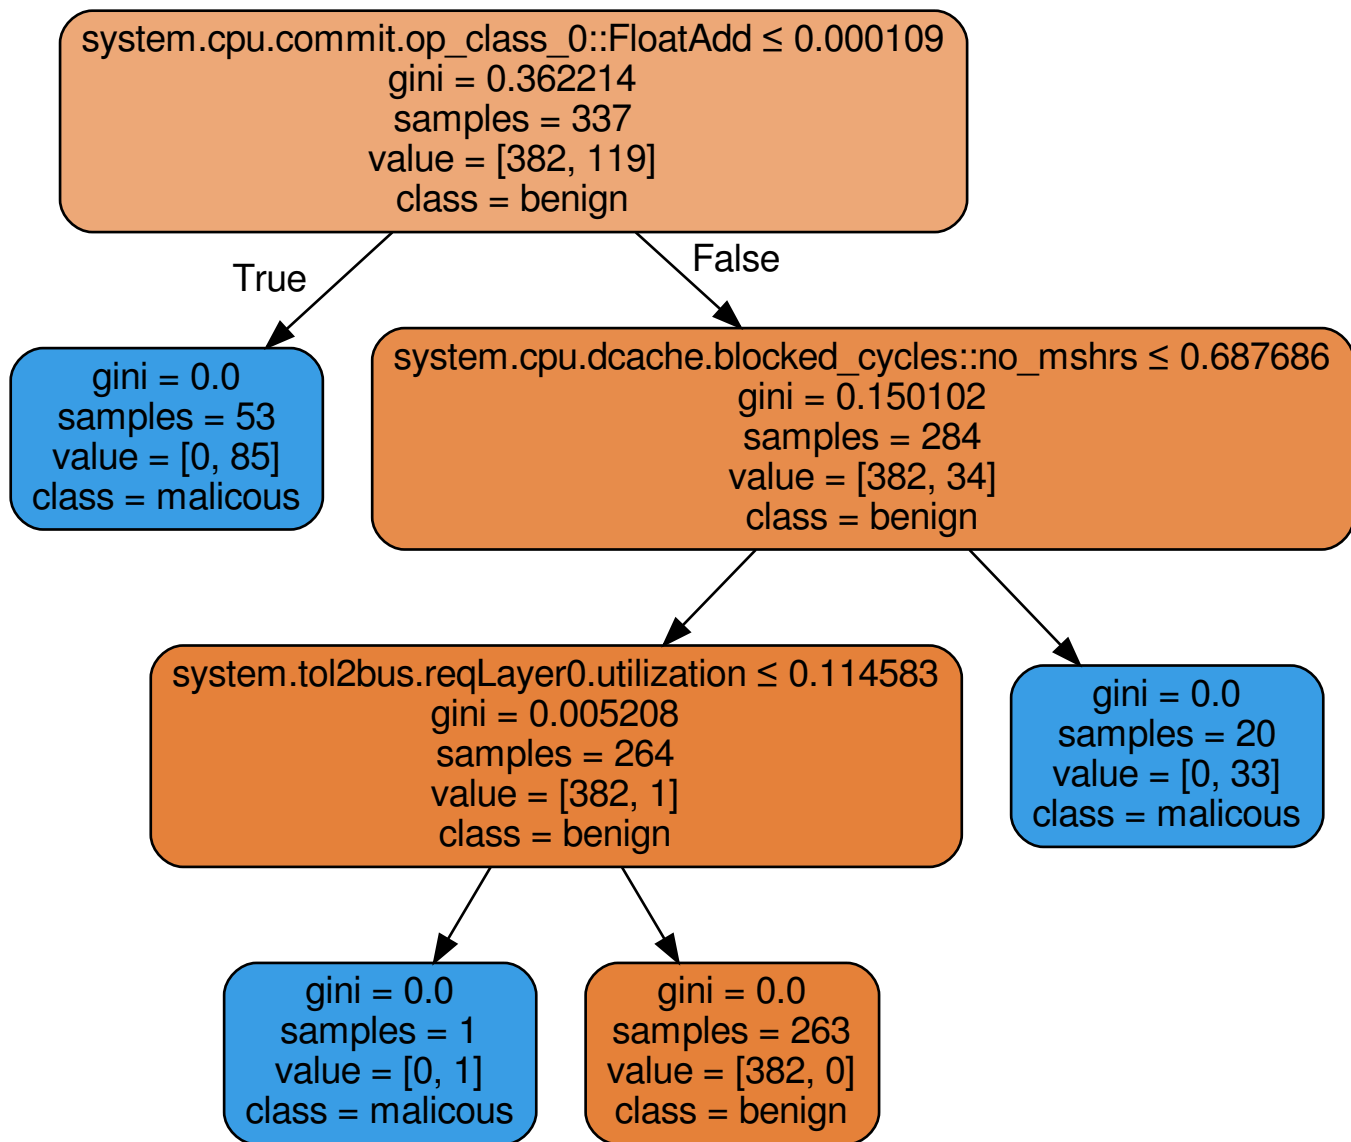 system.cpu.commit.op_class_0::FloatAdd ≤ 0.000109
gini = 0.362214
samples = 337
value = [382, 119]
class = benign
True
False
gini = 0.0
samples = 53
value = [0, 85]
class = malicous
system.cpu.dcache.blocked_cycles::no_mshrs ≤ 0.687686
gini = 0.150102
samples = 284
value = [382, 34]
class = benign
system.tol2bus.reqLayer0.utilization ≤ 0.114583
gini = 0.005208
samples = 264
value = [382, 1]
class = benign
gini = 0.0
samples = 20
value = [0, 33]
class = malicous
gini = 0.0
samples = 1
value = [0, 1]
class = malicous
gini = 0.0
samples = 263
value = [382, 0]
class = benign